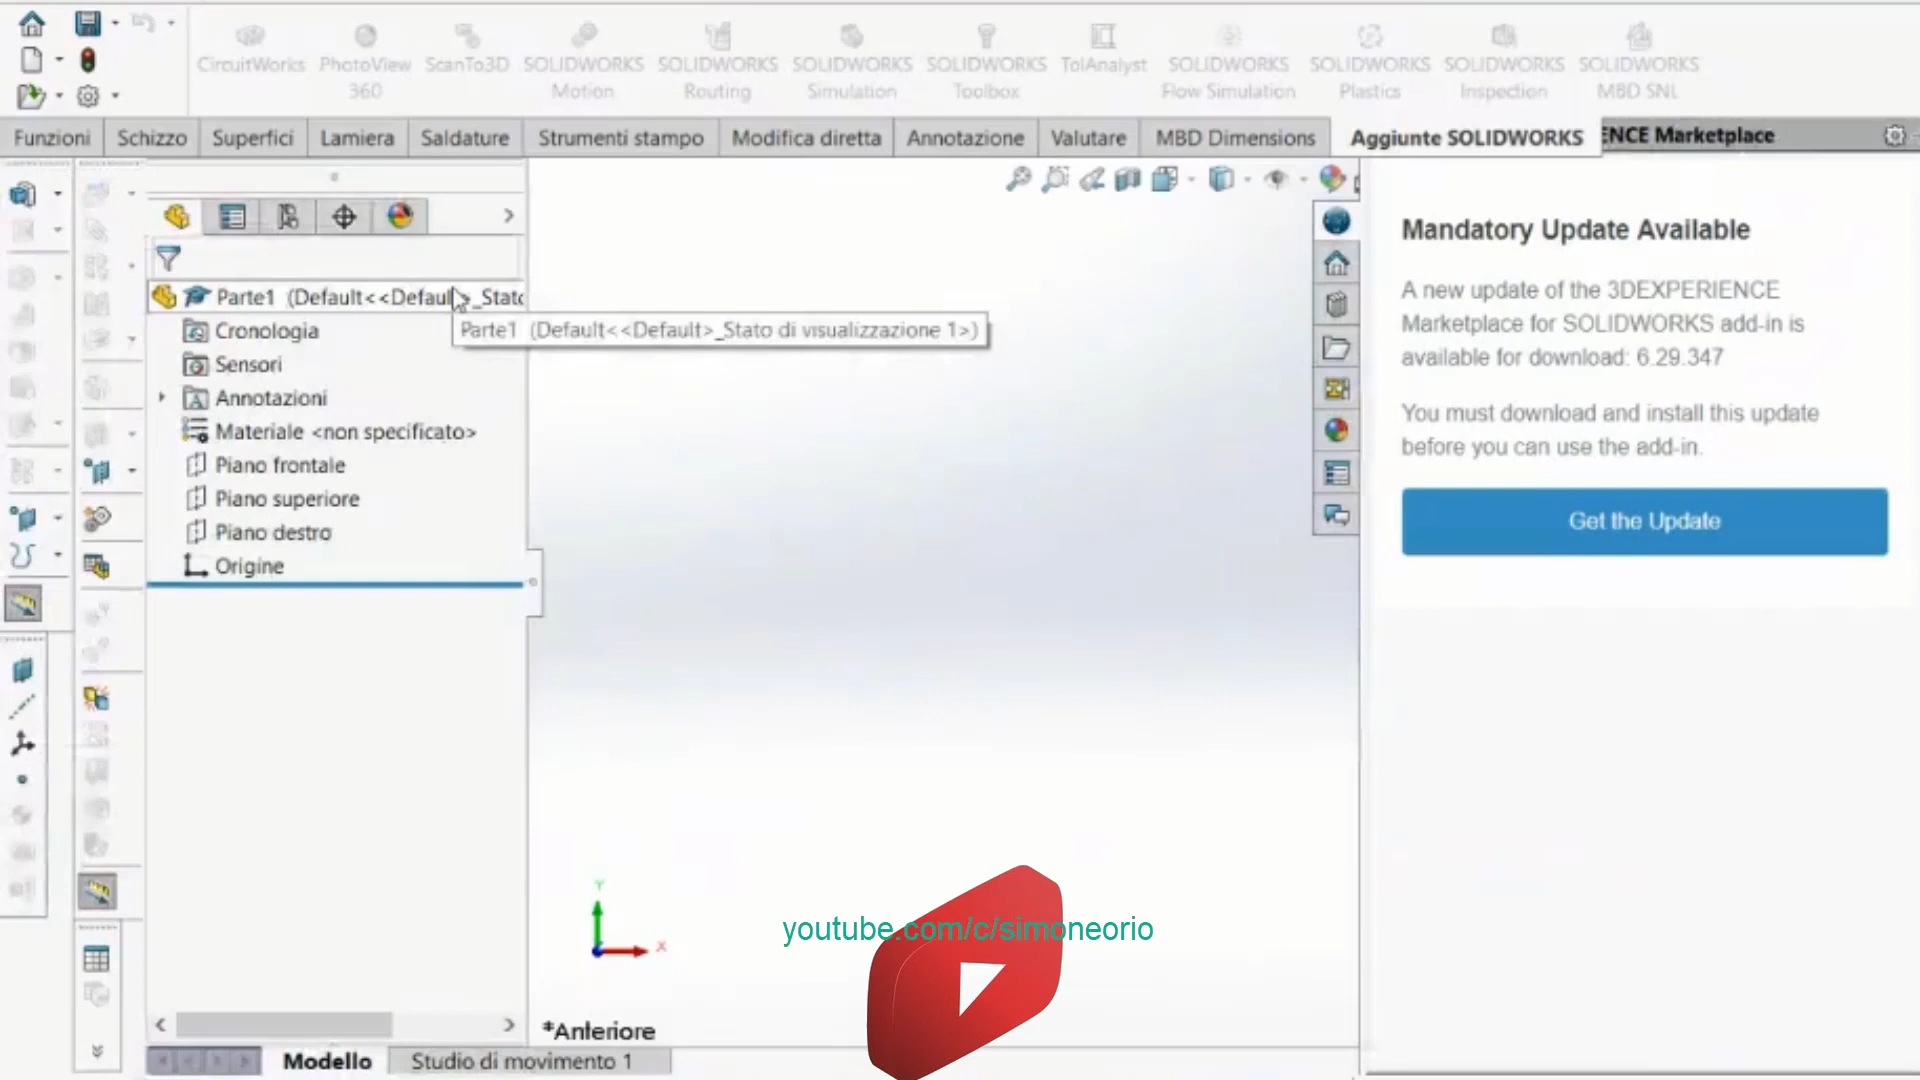 CircuitWorks
PhotoView
360
ScanTo3D
SOLIDWORKS
Motion
SOLIDWORKS
Routing
SOLIDWORKS
Simulation
SOLIDWORKS
Toolbox
TolAnalyst
SOLIDWORKS
Flow Simulation
SOLIDWORKS
Plastics
SOLIDWORKS
Inspection
SOLIDWORKS
MBD SNL
Funzioni
Schizzo
Superfici
Lamiera
Saldature
Strumenti stampo
Modifica diretta
Annotazione
Valutare
MBD Dimensions
Aggiunte SOLIDWORKS
ENCE Marketplace
Parte1 (Default<<Defaul>_Stato
Parte1 (Default<<Default>_Stato di visualizzazione 1>)
Cronologia
Sensori
Annotazioni
Materiale <non specificato>
Piano frontale
Piano superiore
Piano destro
Origine
Mandatory Update Available
A new update of the 3DEXPERIENCE
Marketplace for SOLIDWORKS add-in is
available for download: 6.29.347
You must download and install this update
before you can use the add-in.
Get the Update
Y
X
youtube.com/c/simoneorio
*Anteriore
Modello
Studio di movimento 1